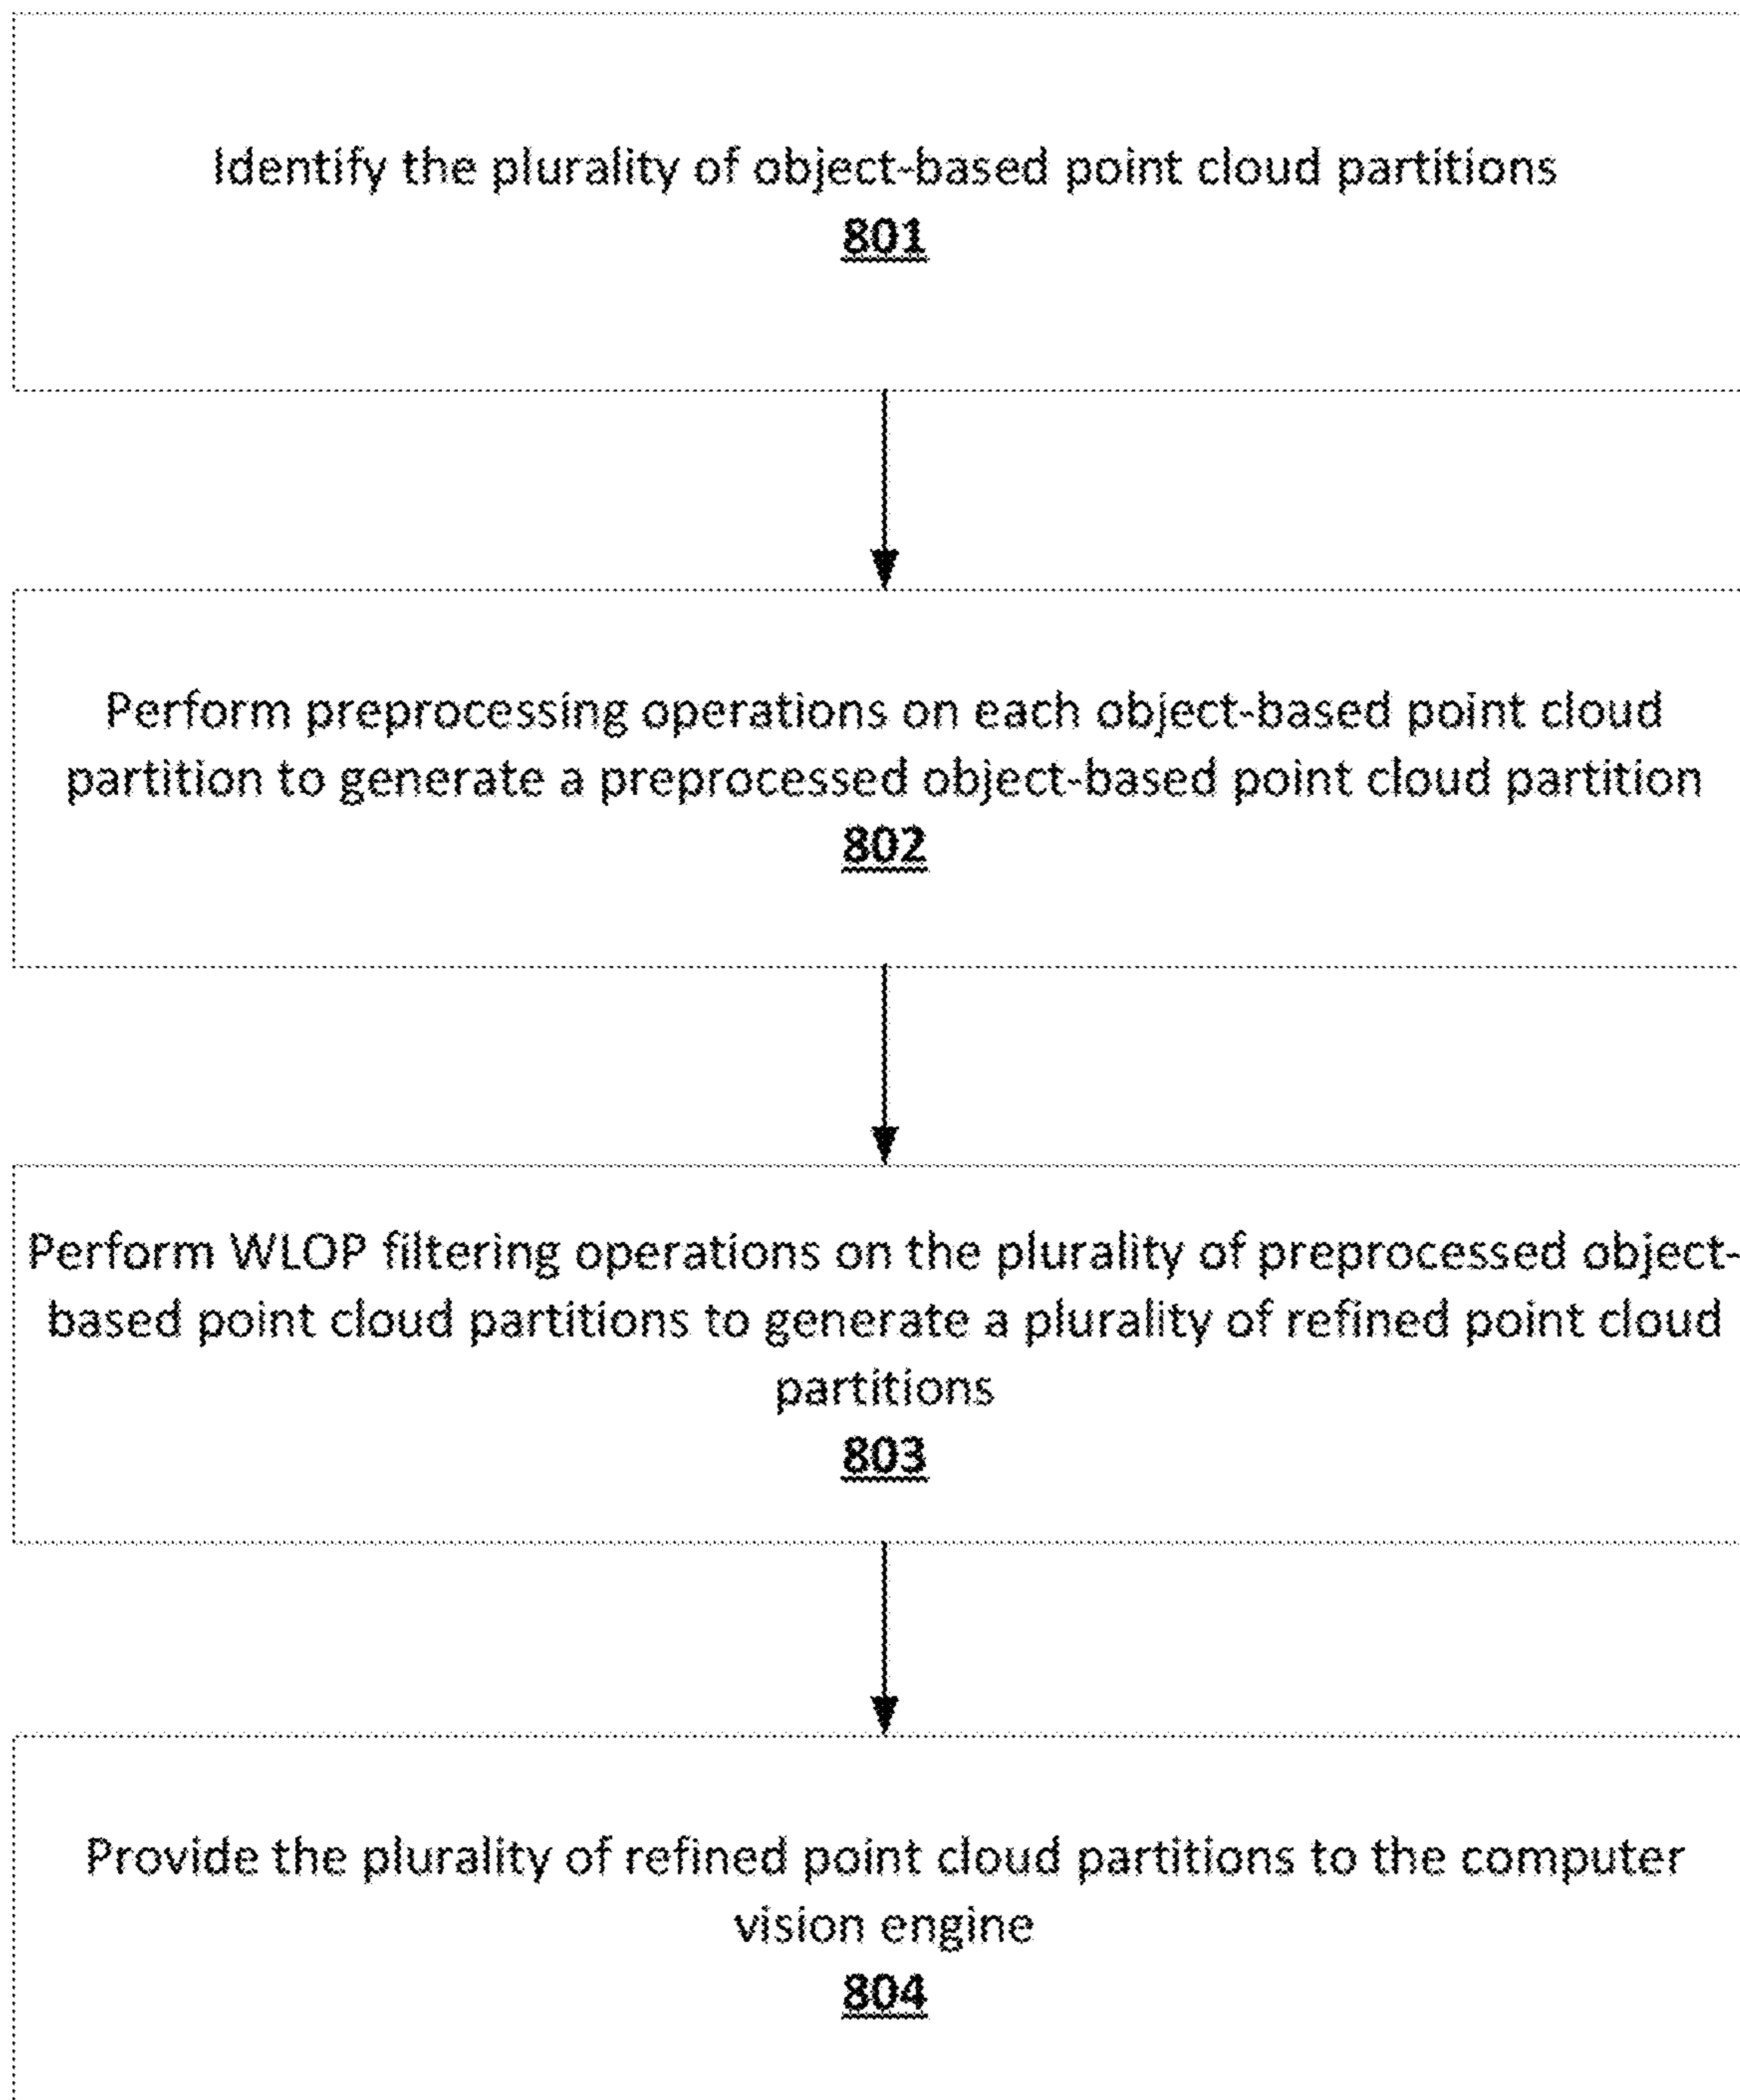 Identify the plurality of object-based point cloud partitions
801
Perform preprocessing operations on each object-based point cloud
partition to generate a preprocessed object-based point cloud partition
802
Perform WLOP filtering operations on the plurality of preprocessed object-
based point cloud partitions to generate a plurality of refined point cloud
partitions
803
Provide the plurality of refined point cloud partitions to the computer
vision engine
804